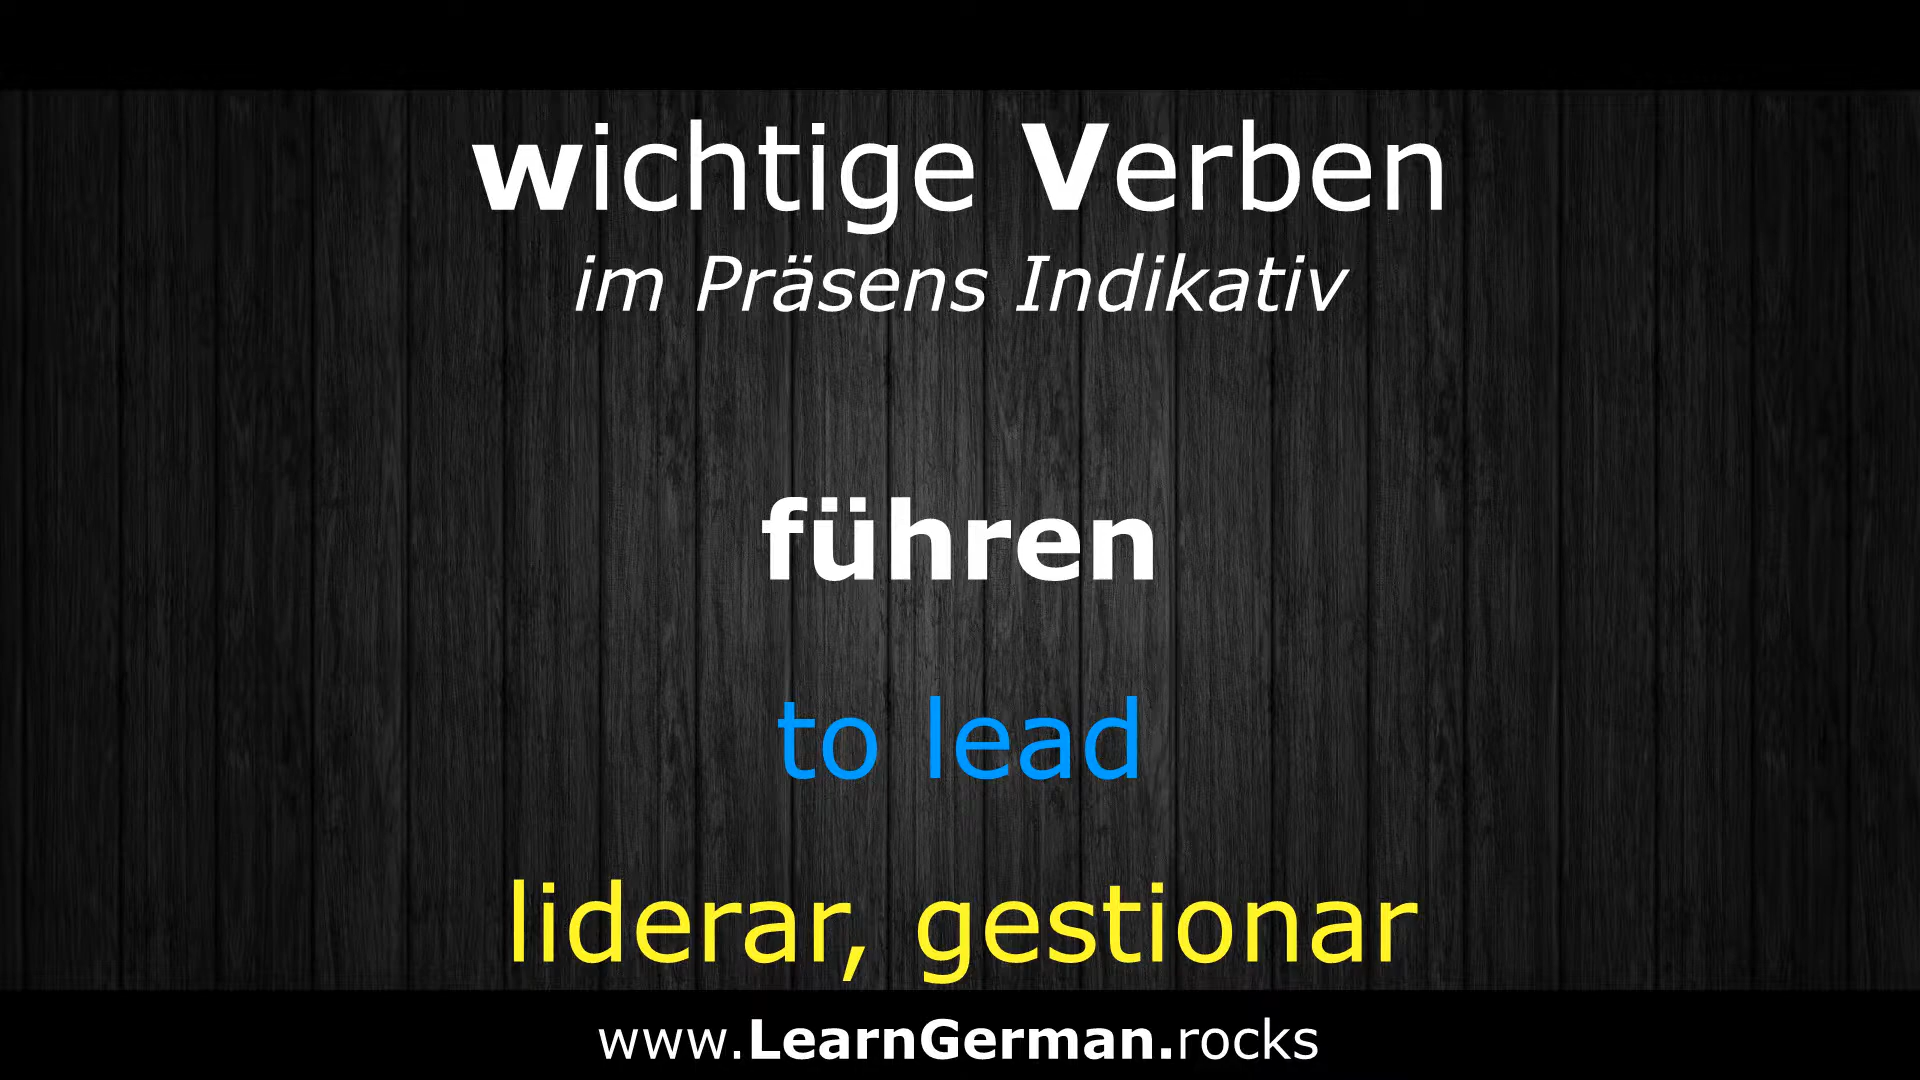 wichtige Verben
im Präsens Indikativ
führen
to lead
liderar, gestionar
www.LearnGerman.rocks